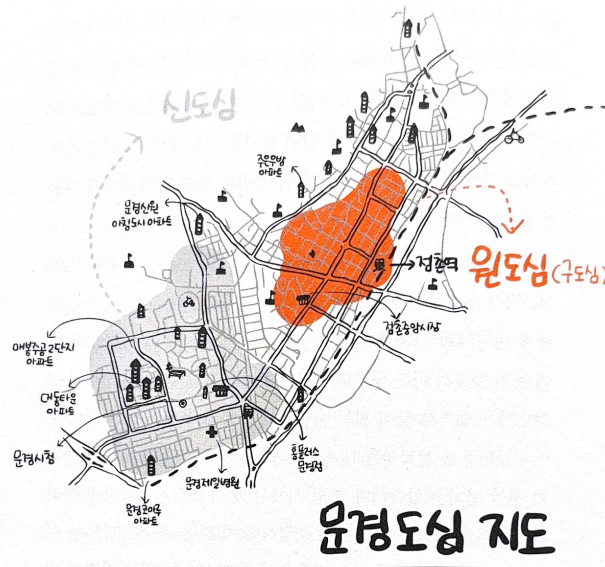 신도심
주은우방
아파트
문경신원
아침도시 아파트
점촌역
원도심(구도심)
점촌중앙시장
매봉주공2단지
아파트
대동타운
아파트
문경시청
홈플러스
문경점
문경제일병원
문경코아루
아파트
문경도심 지도